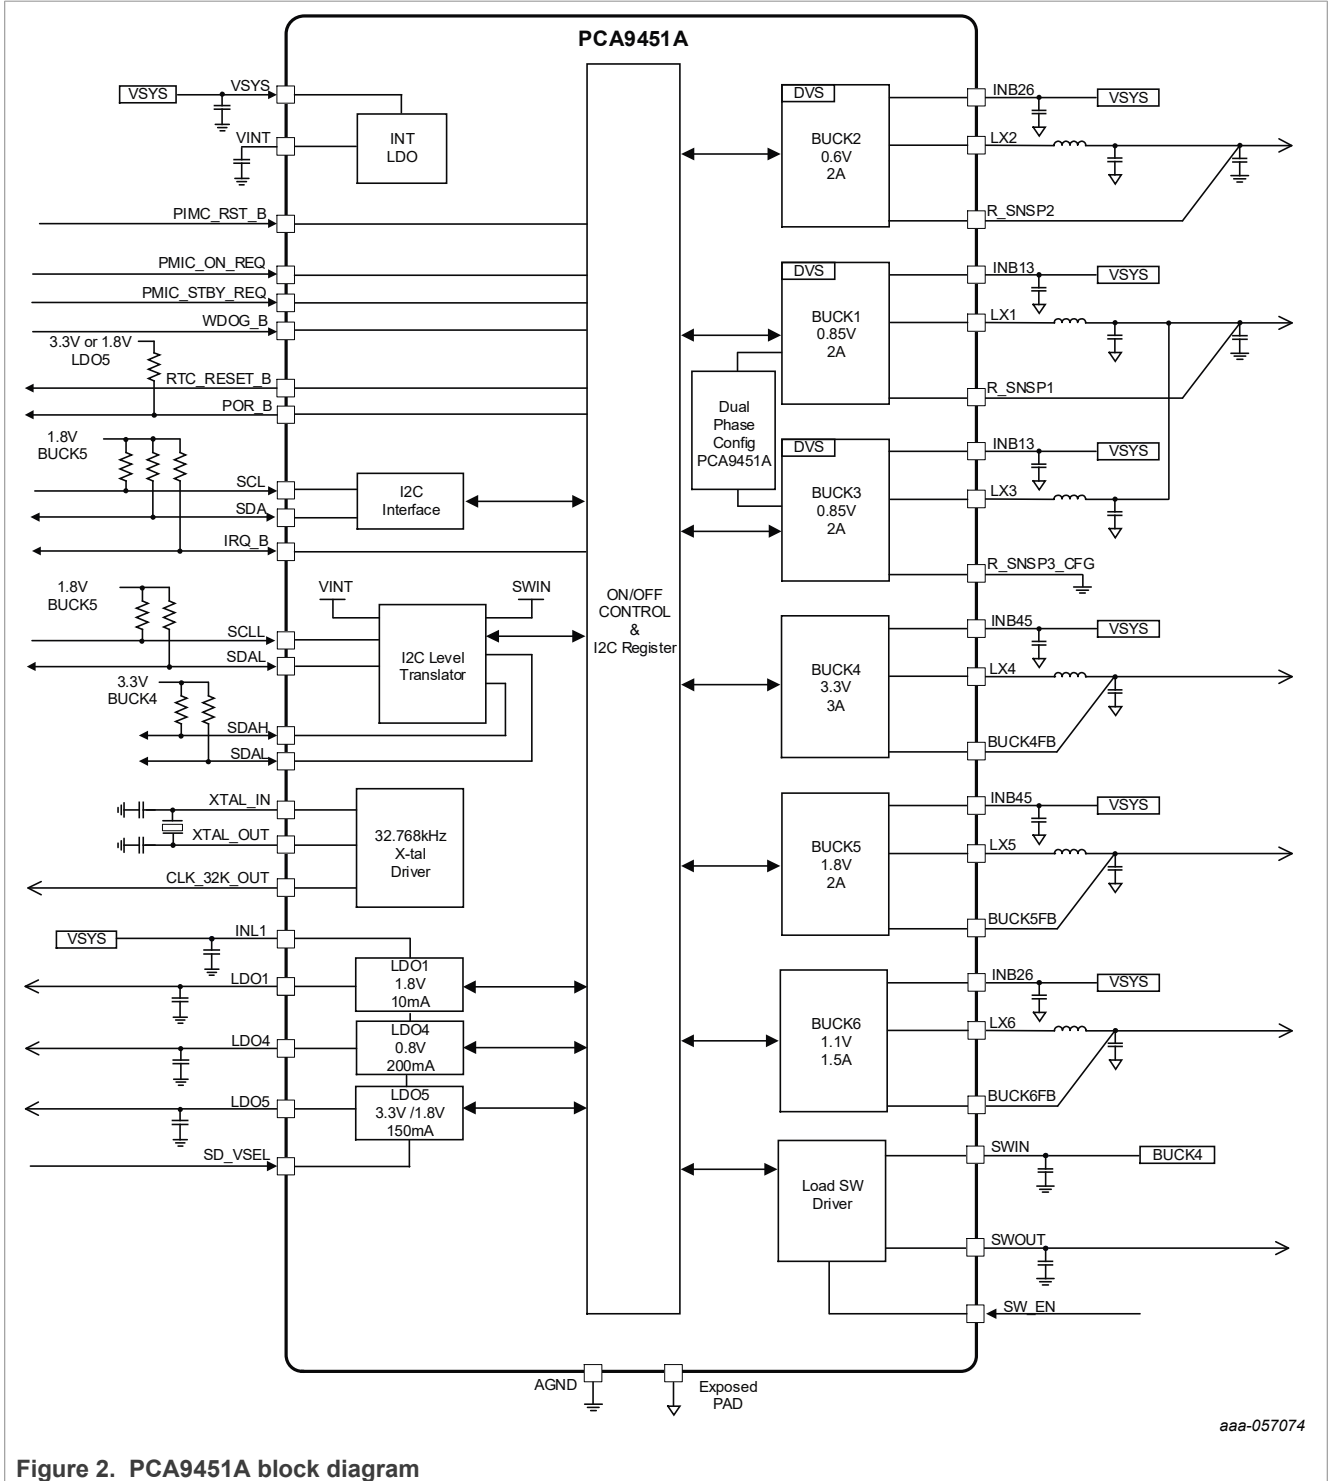 PCA9451A
VSYS
VSYS
VINT
INT
LDO
PIMC_RST_B
PMIC_ON_REQ
PMIC_STBY_REQ
WDOG_B
3.3V or 1.8V
LDO5
RTC_RESET_B
POR_B
1.8V
BUCK5
SCL
SDA
IRQ_B
I2C
Interface
1.8V
BUCK5
VINT
SWIN
SCLL
SDAL
I2C Level
Translator
3.3V
BUCK4
SDAH
SDAL
XTAL_IN
XTAL_OUT
CLK_32K_OUT
32.768kHz
X-tal
Driver
VSYS
INL1
LDO1
LDO1
1.8V
10mA
LDO4
LDO4
0.8V
200mA
LDO5
LDO5
3.3V /1.8V
150mA
SD_VSEL
ON/OFF
CONTROL
&
I2C Register
DVS
BUCK2
0.6V
2A
INB26
VSYS
LX2
R_SNSP2
DVS
BUCK1
0.85V
2A
INB13
VSYS
LX1
R_SNSP1
Dual
Phase
Config
PCA9451A
DVS
BUCK3
0.85V
2A
INB13
VSYS
LX3
R_SNSP3_CFG
BUCK4
3.3V
3A
INB45
VSYS
LX4
BUCK4FB
BUCK5
1.8V
2A
INB45
VSYS
LX5
BUCK5FB
BUCK6
1.1V
1.5A
INB26
VSYS
LX6
BUCK6FB
Load SW
Driver
SWIN
BUCK4
SWOUT
SW_EN
AGND
Exposed
PAD
aaa-057074
Figure 2. PCA9451A block diagram